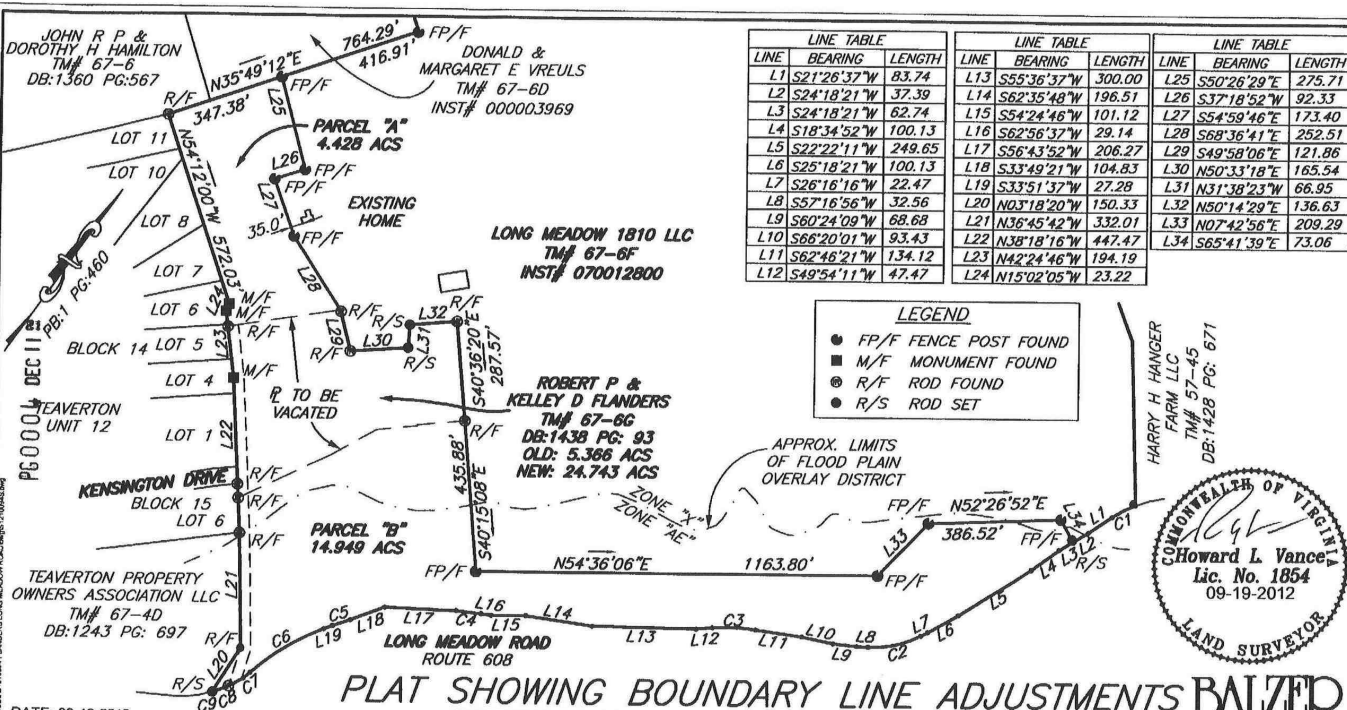 JOHN R P &
DOROTHY H HAMILTON
TM# 67-6
DB:1360 PG:567
764.29'
416.91'
FP/F
N35°49'12"E
347.38'
FP/F
R/F
DONALD &
MARGARET E VREULS
TM# 67-6D
INST# 000003969
LOT 11
LOT 10
LOT 8
LOT 7
LOT 6
BLOCK 14 LOT 5
LOT 4
TEAVERTON
UNIT 12
LOT 1
KENSINGTON DRIVE
BLOCK 15
LOT 6
N54°12'00"W 572.03'
PARCEL "A"
4.428 ACS
L25
L26
FP/F
FP/F
L27
35.0'
FP/F
EXISTING
HOME
L28
R/F
L29
R/F
L30
R/S
L31
R/S
L32
R/F
L24
M/F
M/F
R/F
L23
M/F
L22
R/F
R/F
R/F
L21
R/F
L20
R/S
PB:1 PG:460
PG0004 DEC 11
LONG MEADOW 1810 LLC
TM# 67-6F
INST# 070012800
S40°36'20"E
287.57'
R/F
435.88'
S40°15'08"E
FP/F
℞ TO BE
VACATED
ROBERT P &
KELLEY D FLANDERS
TM# 67-6G
DB:1438 PG: 93
OLD: 5.366 ACS
NEW: 24.743 ACS
PARCEL "B"
14.949 ACS
ZONE "X"
ZONE "AE"
APPROX. LIMITS
OF FLOOD PLAIN
OVERLAY DISTRICT
N54°36'06"E
1163.80'
FP/F
L33
FP/F
N52°26'52"E
386.52'
FP/F
L34
R/S
TEAVERTON PROPERTY
OWNERS ASSOCIATION LLC
TM# 67-4D
DB:1243 PG: 697
C9
C8
C7
C6
L19
C5
L18
L17
C4
L16
L15
L14
L13
L12
C3
L11
L10
L9
L8
C2
L7
L6
L5
L4
L3
L2
L1
C1
LONG MEADOW ROAD
ROUTE 608
HARRY H HANGER
FARM LLC
TM# 57-45
DB:1428 PG: 671
LINE TABLE
LINE BEARING LENGTH
L1 S21°26'37"W 83.74
L2 S24°18'21"W 37.39
L3 S24°18'21"W 62.74
L4 S18°34'52"W 100.13
L5 S22°22'11"W 249.65
L6 S25°18'21"W 100.13
L7 S26°16'16"W 22.47
L8 S57°16'56"W 32.56
L9 S60°24'09"W 68.68
L10 S66°20'01"W 93.43
L11 S62°46'21"W 134.12
L12 S49°54'11"W 47.47
LINE TABLE
LINE BEARING LENGTH
L13 S55°36'37"W 300.00
L14 S62°35'48"W 196.51
L15 S54°24'46"W 101.12
L16 S62°56'37"W 29.14
L17 S56°43'52"W 206.27
L18 S33°49'21"W 104.83
L19 S33°51'37"W 27.28
L20 N03°18'20"W 150.33
L21 N36°45'42"W 332.01
L22 N38°18'16"W 447.47
L23 N42°24'46"W 194.19
L24 N15°02'05"W 23.22
LINE TABLE
LINE BEARING LENGTH
L25 S50°26'29"E 275.71
L26 S37°18'52"W 92.33
L27 S54°59'46"E 173.40
L28 S68°36'41"E 252.51
L29 S49°58'06"E 121.86
L30 N50°33'18"E 165.54
L31 N31°38'23"W 66.95
L32 N50°14'29"E 136.63
L33 N07°42'56"E 209.29
L34 S65°41'39"E 73.06
LEGEND
FP/F FENCE POST FOUND
M/F MONUMENT FOUND
R/F ROD FOUND
R/S ROD SET
COMMONWEALTH OF VIRGINIA
Howard L. Vance
Lic. No. 1854
09-19-2012
LAND SURVEYOR
PLAT SHOWING BOUNDARY LINE ADJUSTMENTS
BALZER